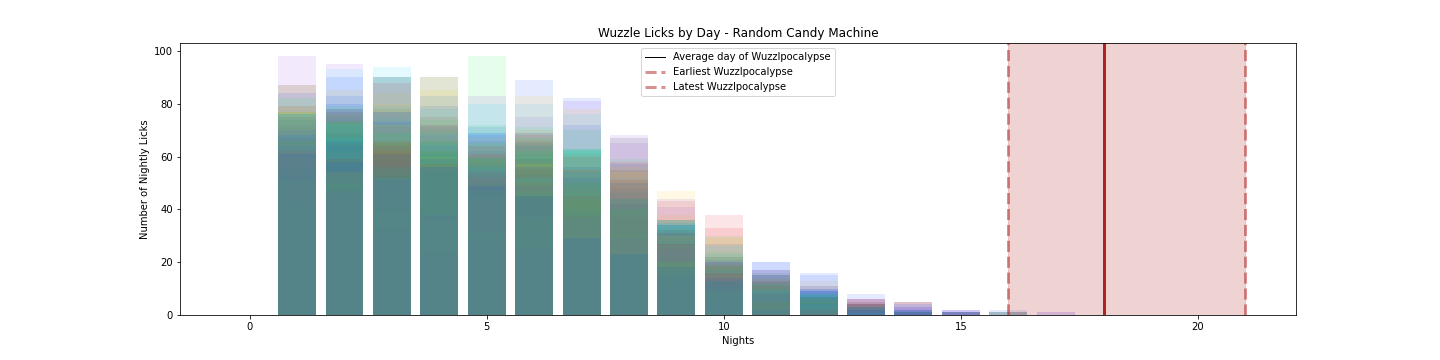 Wuzzle Licks by Day - Random Candy Machine
Average day of Wuzzlpocalypse
Earliest Wuzzlpocalypse
Latest Wuzzlpocalypse
Number of Nightly Licks
100
80
60
40
20
0
0 5 10 15 20
Nights